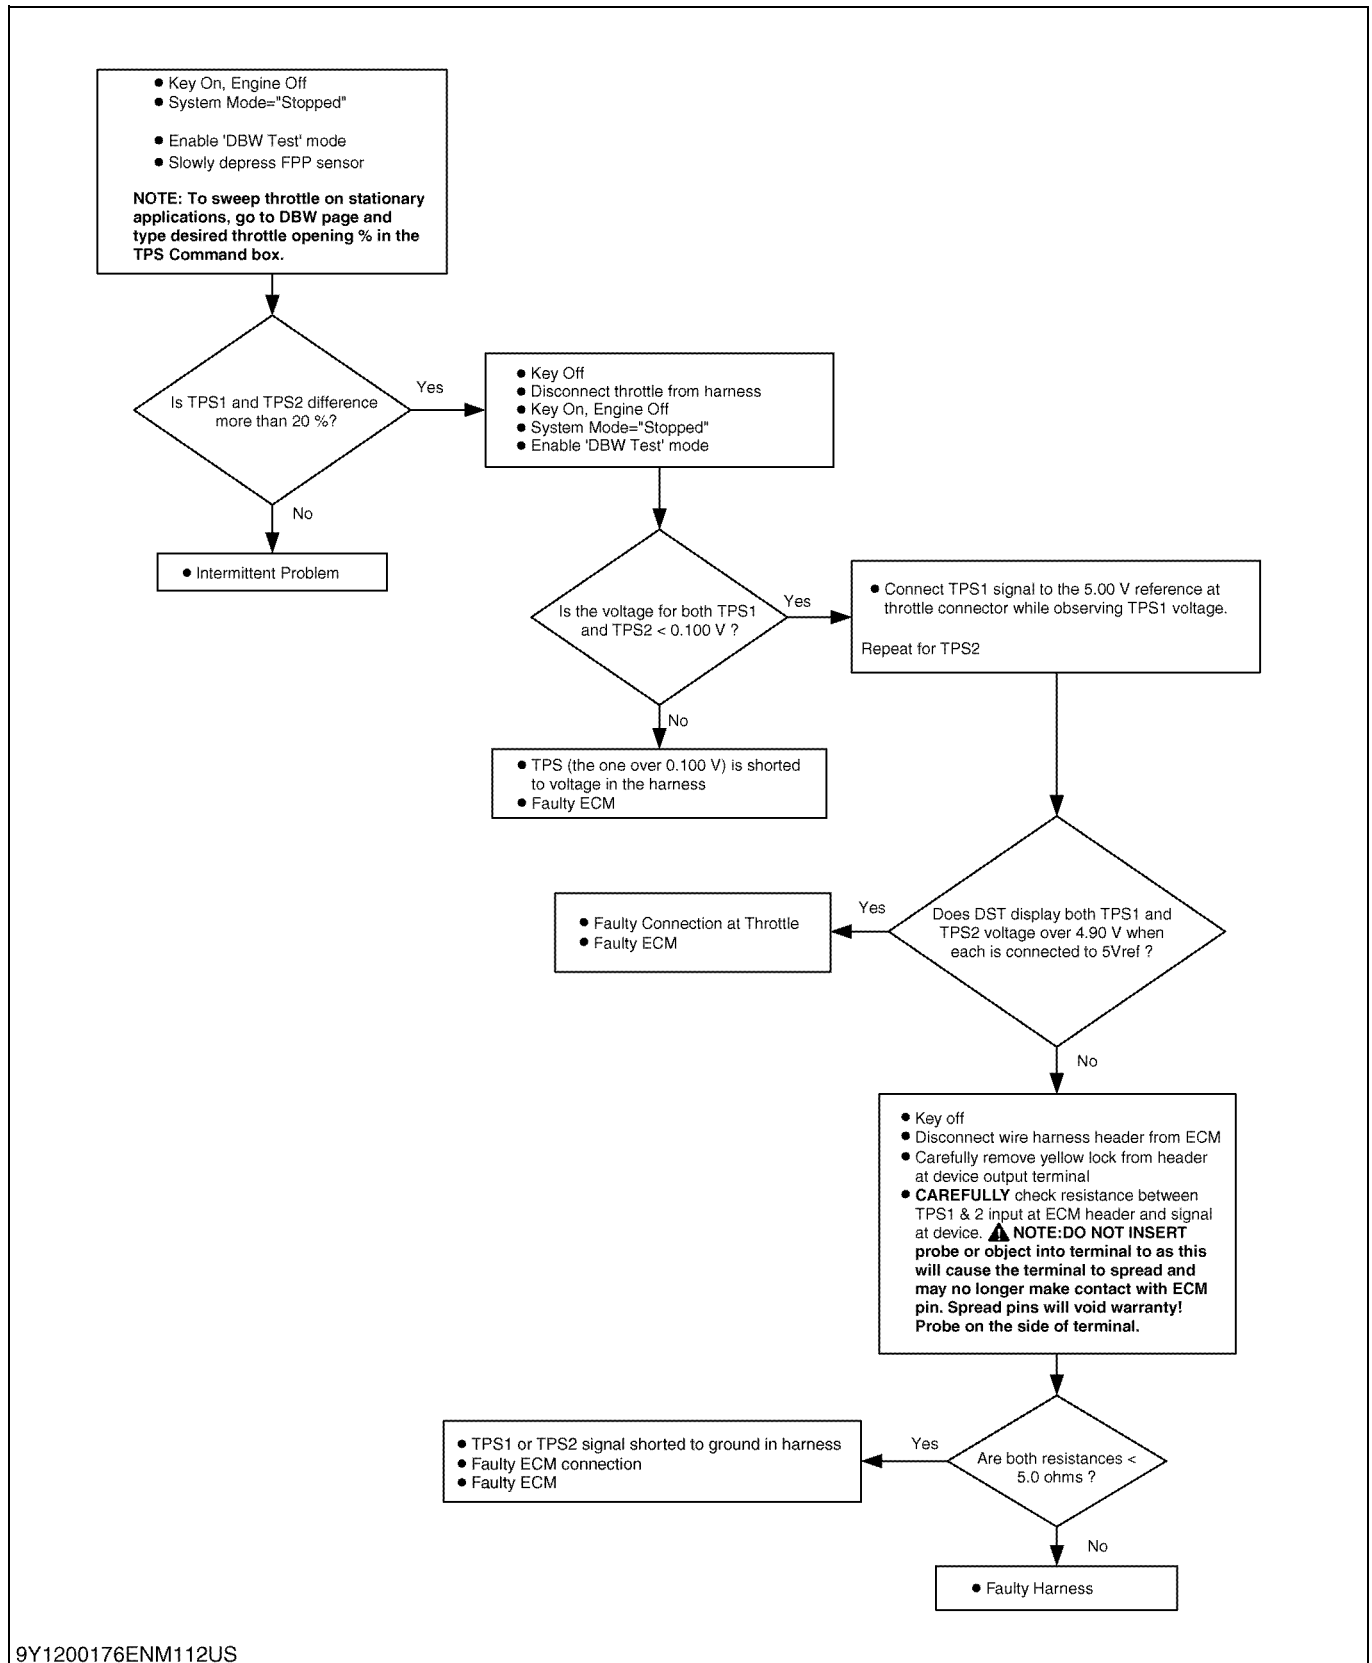 ● Key On, Engine Off
● System Mode="Stopped"
● Enable 'DBW Test' mode
● Slowly depress FPP sensor
NOTE: To sweep throttle on stationary
applications, go to DBW page and
type desired throttle opening % in the
TPS Command box.
Is TPS1 and TPS2 difference
more than 20 %?
Yes
No
● Intermittent Problem
● Key Off
● Disconnect throttle from harness
● Key On, Engine Off
● System Mode="Stopped"
● Enable 'DBW Test' mode
Is the voltage for both TPS1
and TPS2 < 0.100 V ?
Yes
No
● TPS (the one over 0.100 V) is shorted
to voltage in the harness
● Faulty ECM
● Connect TPS1 signal to the 5.00 V reference at
throttle connector while observing TPS1 voltage.
Repeat for TPS2
Does DST display both TPS1 and
TPS2 voltage over 4.90 V when
each is connected to 5Vref ?
Yes
● Faulty Connection at Throttle
● Faulty ECM
No
● Key off
● Disconnect wire harness header from ECM
● Carefully remove yellow lock from header
at device output terminal
● CAREFULLY check resistance between
TPS1 & 2 input at ECM header and signal
at device. ⚠ NOTE:DO NOT INSERT
probe or object into terminal to as this
will cause the terminal to spread and
may no longer make contact with ECM
pin. Spread pins will void warranty!
Probe on the side of terminal.
Are both resistances <
5.0 ohms ?
Yes
● TPS1 or TPS2 signal shorted to ground in harness
● Faulty ECM connection
● Faulty ECM
No
● Faulty Harness
9Y1200176ENM112US